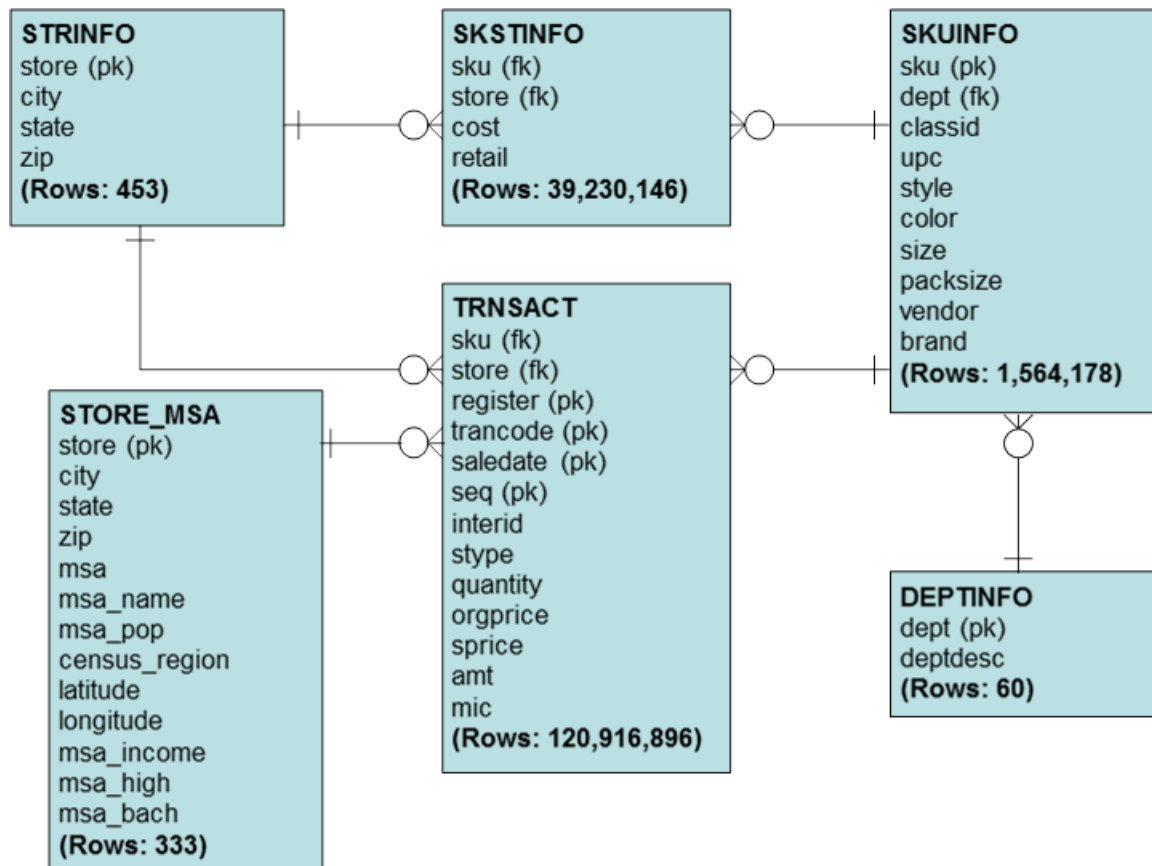 STRINFO
store (pk)
city
state
zip
(Rows: 453)
SKSTINFO
sku (fk)
store (fk)
cost
retail
(Rows: 39,230,146)
SKUINFO
sku (pk)
dept (fk)
classid
upc
style
color
size
packsize
vendor
brand
(Rows: 1,564,178)
STORE_MSA
store (pk)
city
state
zip
msa
msa_name
msa_pop
census_region
latitude
longitude
msa_income
msa_high
msa_bach
(Rows: 333)
TRNSACT
sku (fk)
store (fk)
register (pk)
trancode (pk)
saledate (pk)
seq (pk)
interid
stype
quantity
orgprice
sprice
amt
mic
(Rows: 120,916,896)
DEPTINFO
dept (pk)
deptdesc
(Rows: 60)